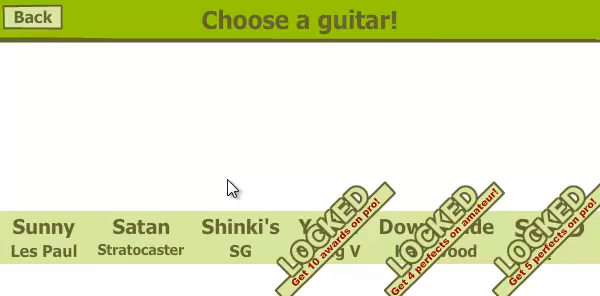 Back
Choose a guitar!
Sunny
Les Paul
Satan
Stratocaster
Shinki's
SG
LOCKED
Get 10 awards on pro!
LOCKED
Get 4 perfects on amateur!
LOCKED
Get 5 perfects on pro!